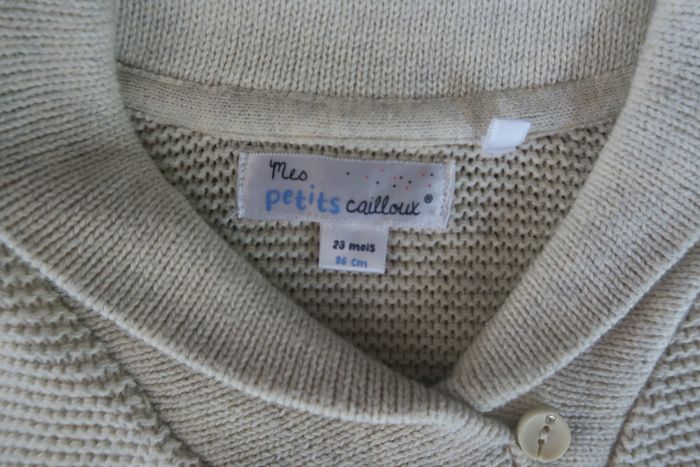 Mes
petits cailloux®
23 mois
86 cm